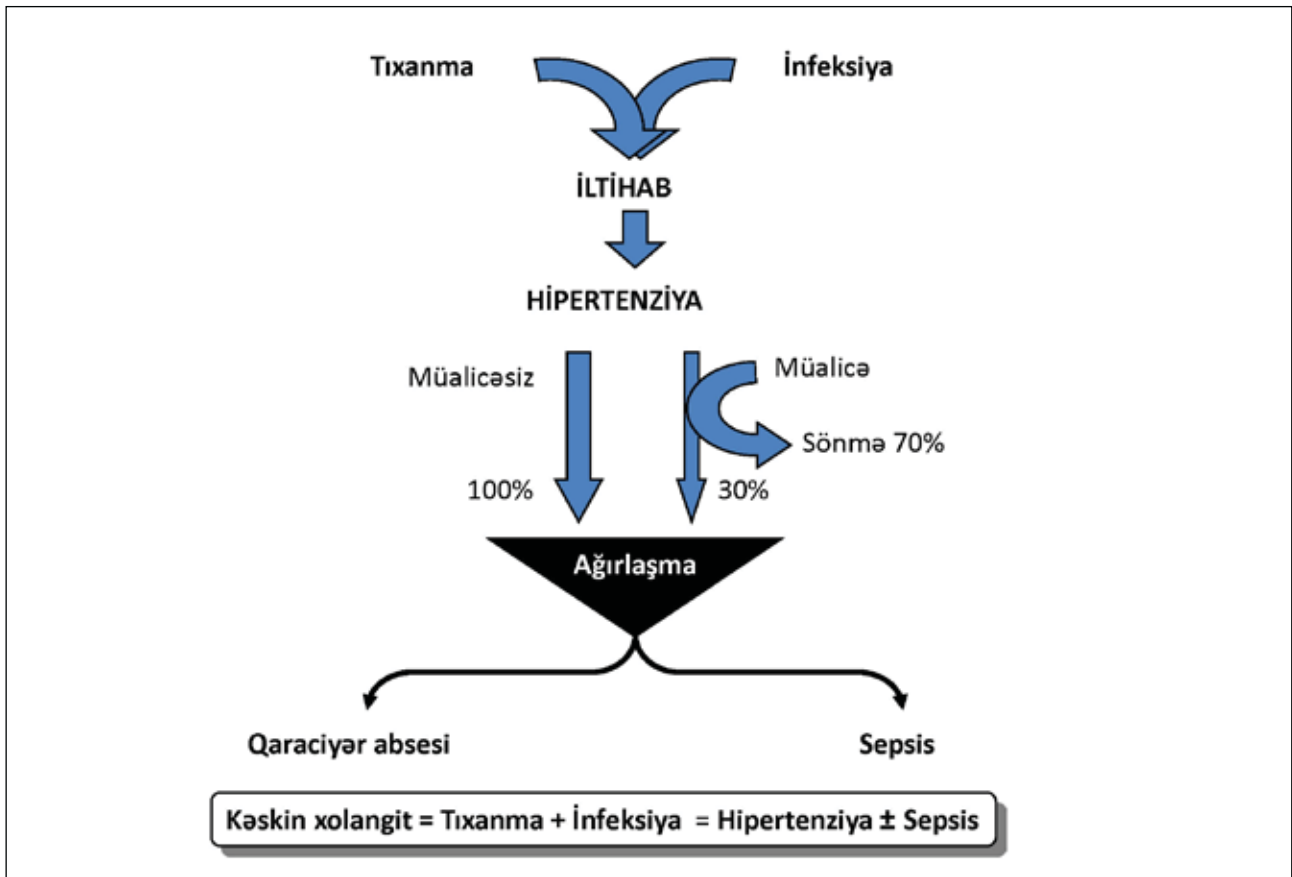 Tıxanma
İnfeksiya
İLTİHAB
HİPERTENZİYA
Müalicəsiz
Müalicə
Sönmə 70%
100%
30%
Ağırlaşma
Qaraciyər absesi
Sepsis
Kəskin xolangit = Tıxanma + İnfeksiya = Hipertenziya ± Sepsis